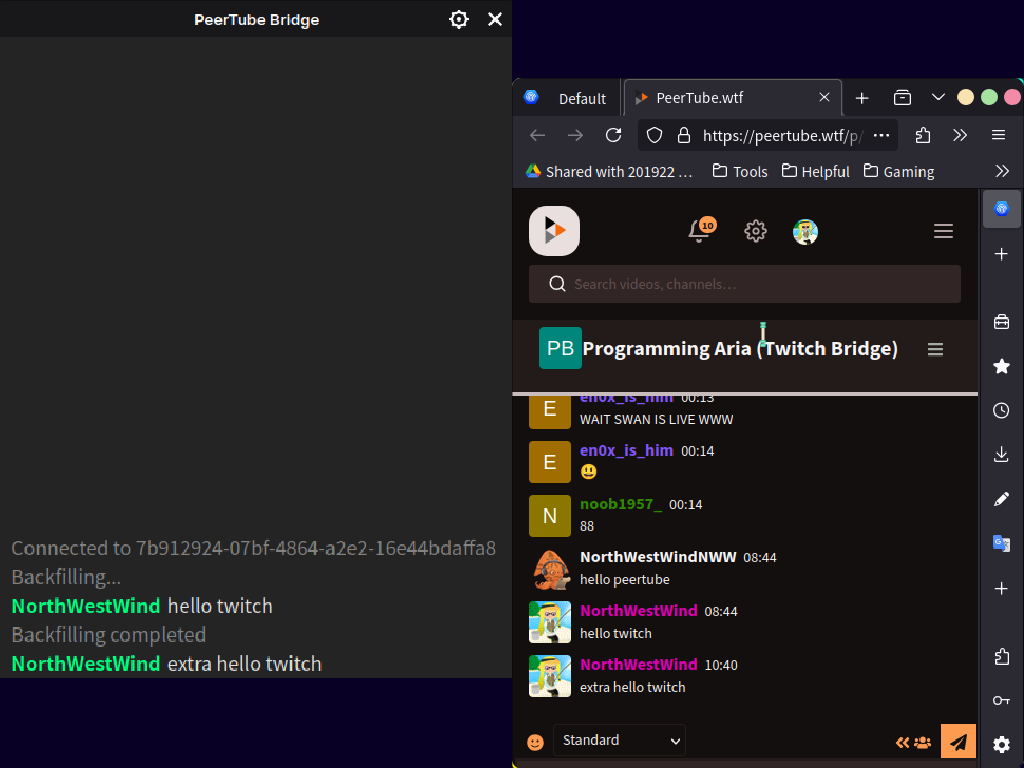 PeerTube Bridge
Connected to 7b912924-07bf-4864-a2e2-16e44bdaffa8
Backfilling...
NorthWestWind hello twitch
Backfilling completed
NorthWestWind extra hello twitch
Default
PeerTube.wtf
https://peertube.wtf/p/
Shared with 201922 ...
Tools
Helpful
Gaming
10
Search videos, channels...
PB
Programming Aria (Twitch Bridge)
E
en0x_is_him 00:13
WAIT SWAN IS LIVE WWW
E
en0x_is_him 00:14
N
noob1957_ 00:14
88
NorthWestWindNWW 08:44
hello peertube
NorthWestWind 08:44
hello twitch
NorthWestWind 10:40
extra hello twitch
Standard